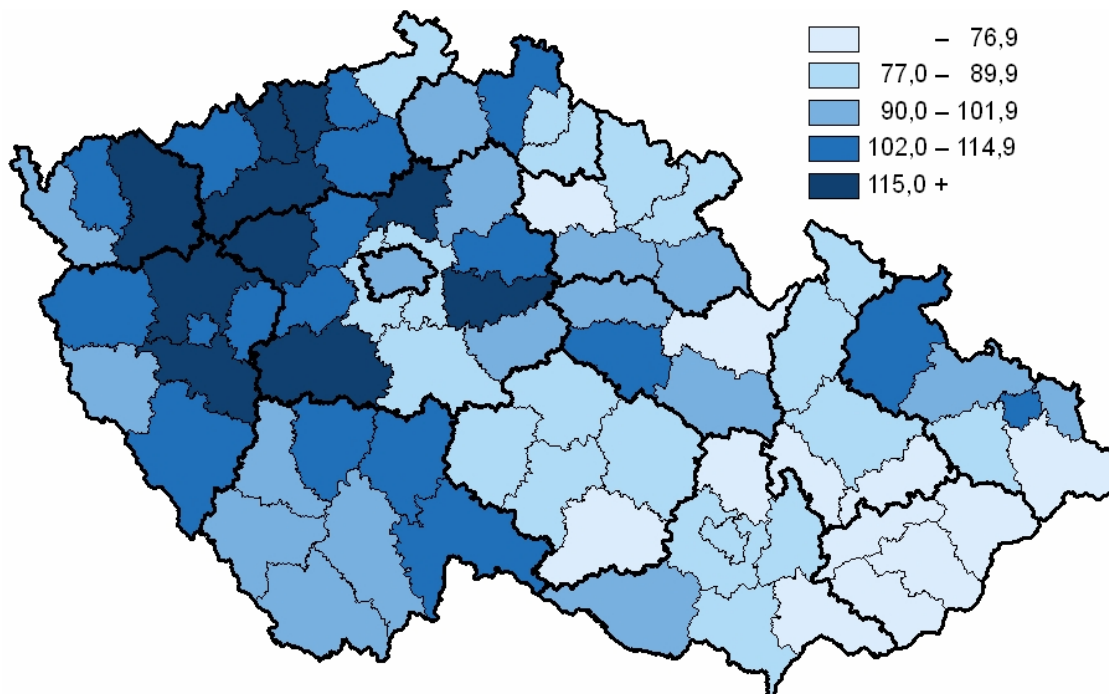 – 76,9
77,0 – 89,9
90,0 – 101,9
102,0 – 114,9
115,0 +